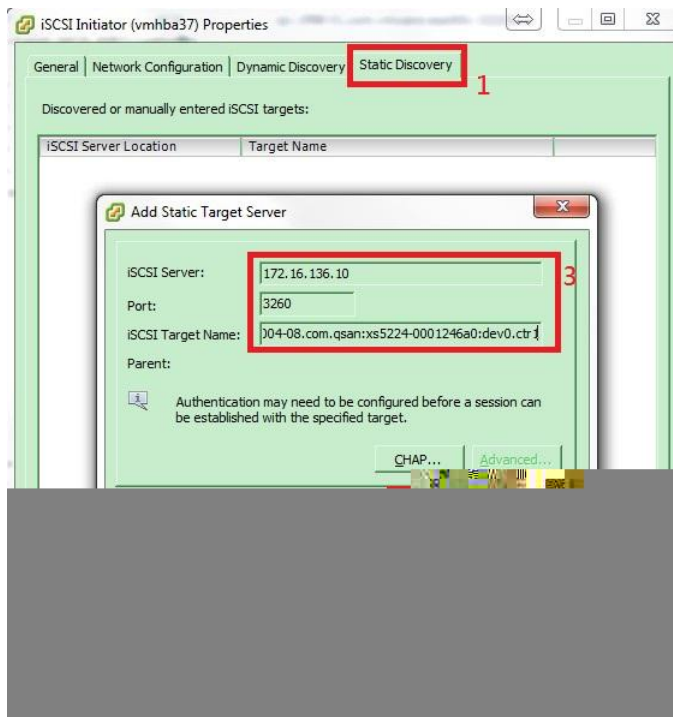 iSCSI Initiator (vmhba37) Properties
General Network Configuration Dynamic Discovery Static Discovery
1
Discovered or manually entered iSCSI targets:
iSCSI Server Location Target Name
Add Static Target Server
iSCSI Server: 172.16.136.10
3
Port: 3260
iSCSI Target Name: 004-08.com.qsan:xs5224-0001246a0:dev0.ctr1
Parent:
Authentication may need to be configured before a session can
be established with the specified target.
CHAP... Advanced...